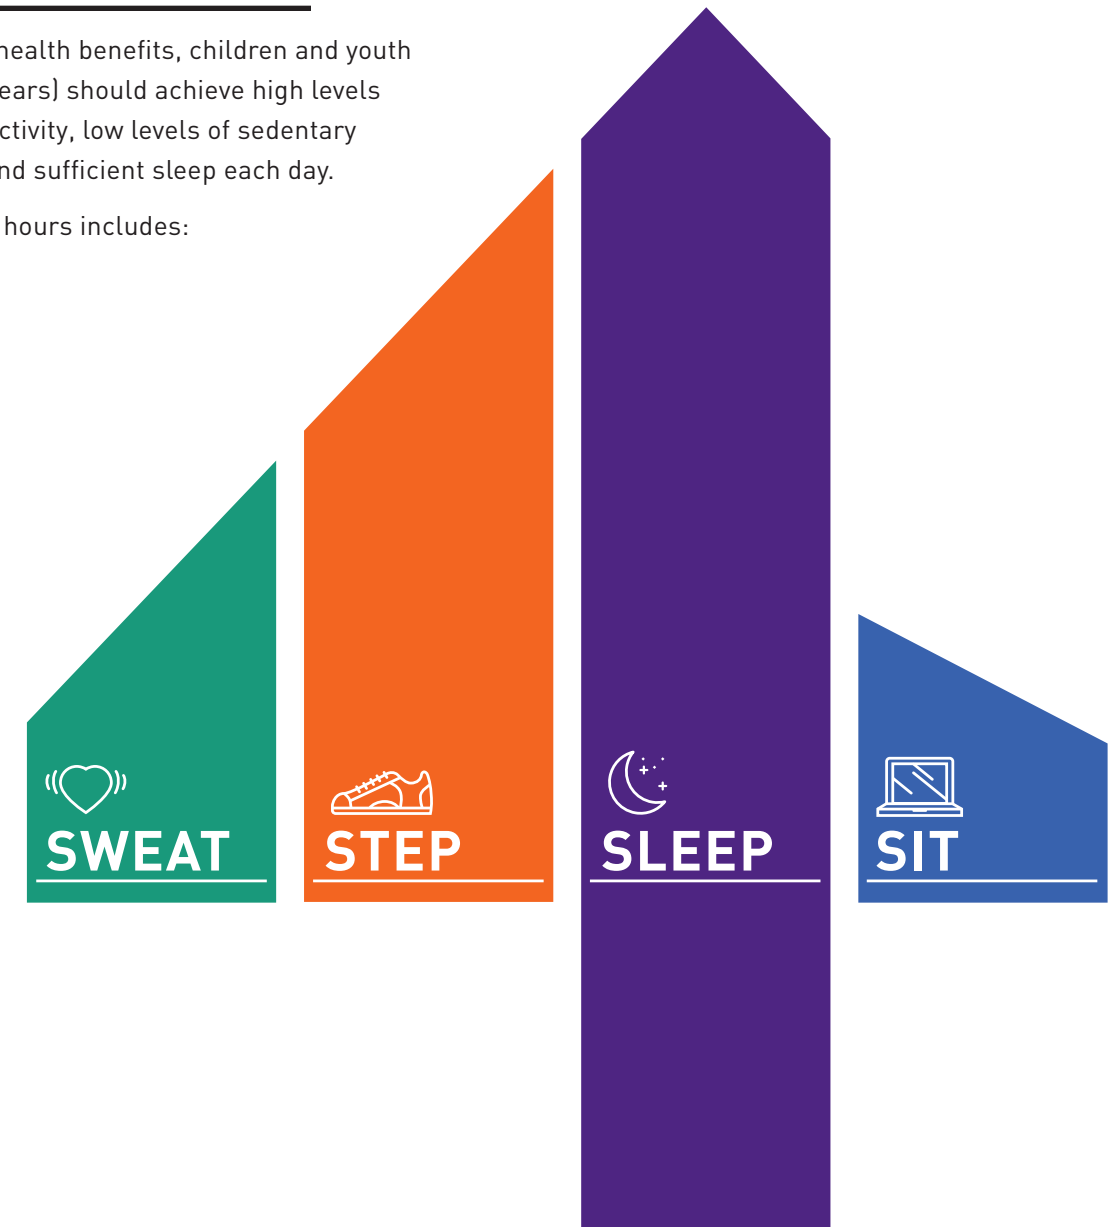 health benefits, children and youth
ears) should achieve high levels
ctivity, low levels of sedentary
nd sufficient sleep each day.
hours includes:
SWEAT
STEP
SLEEP
SIT